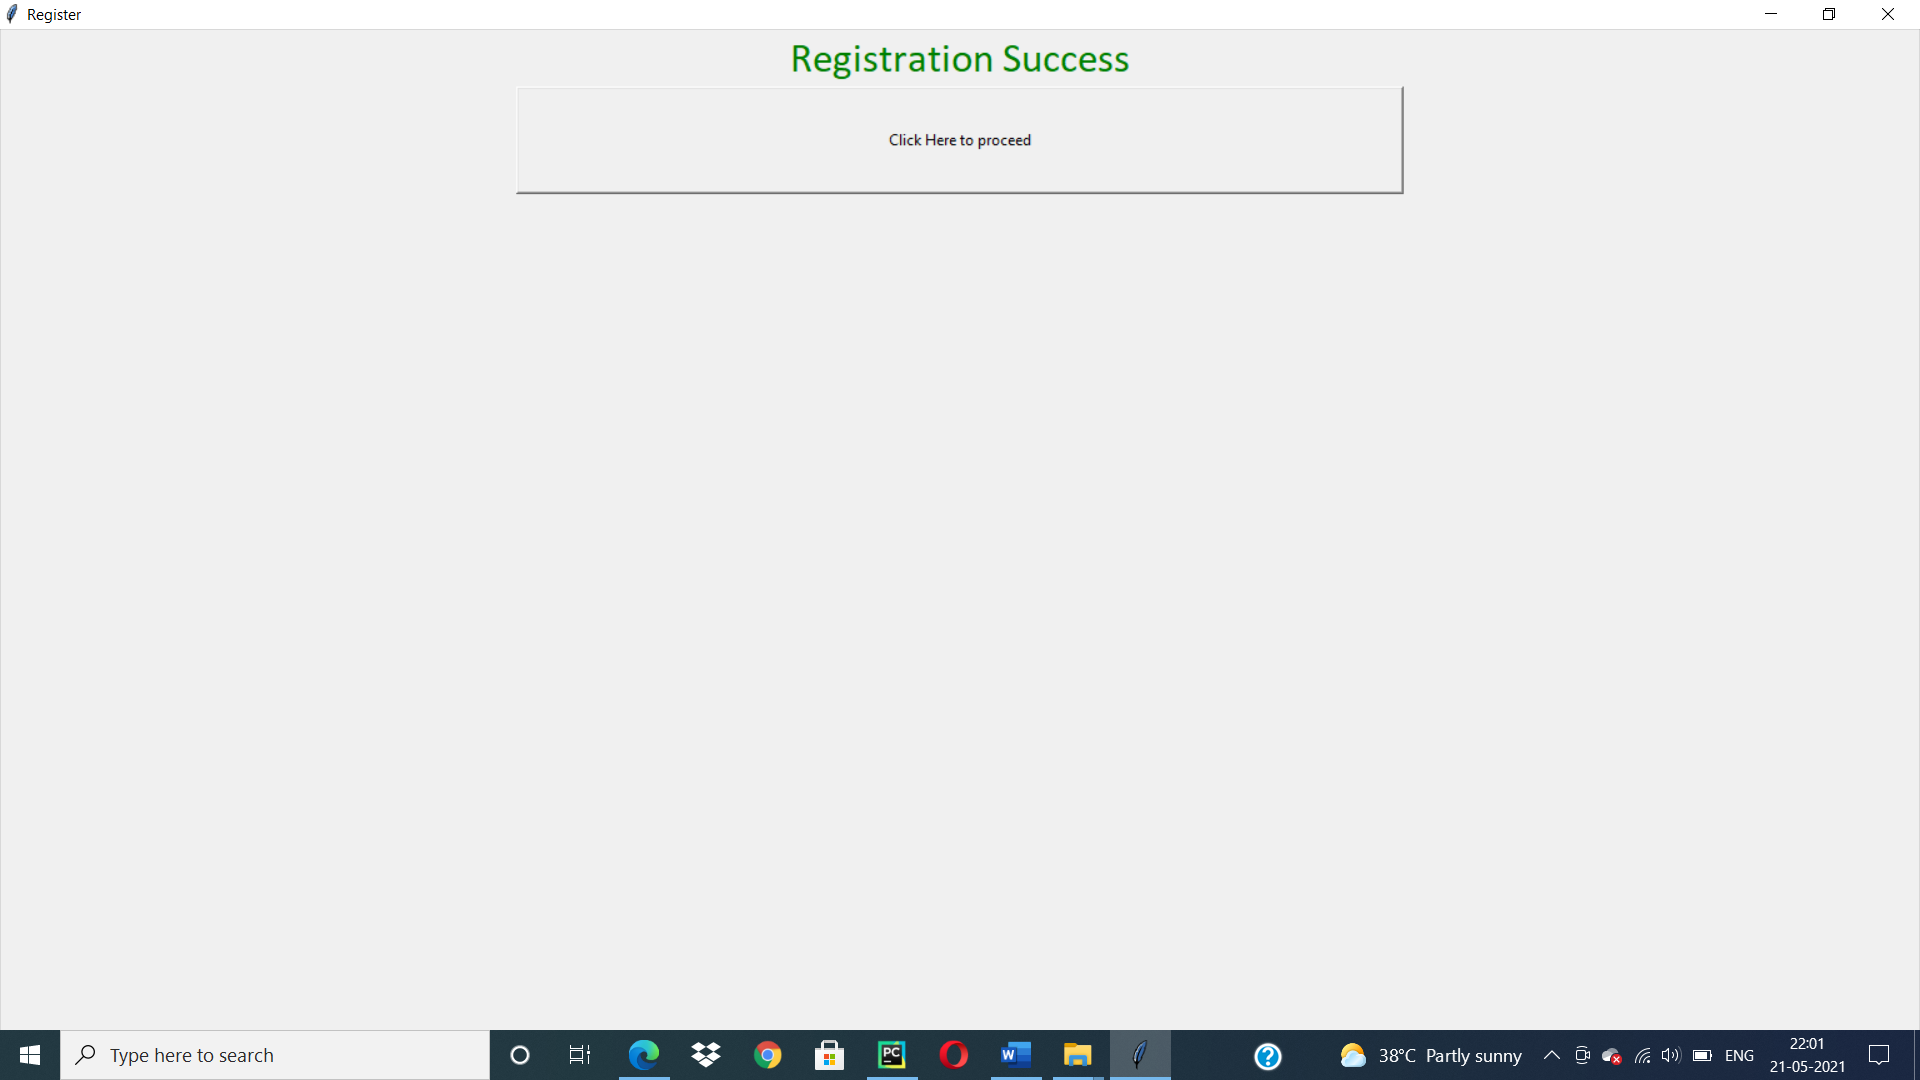 Register
Registration Success
Click Here to proceed
Type here to search
PC
W
38°C Partly sunny
ENG
22:01
21-05-2021